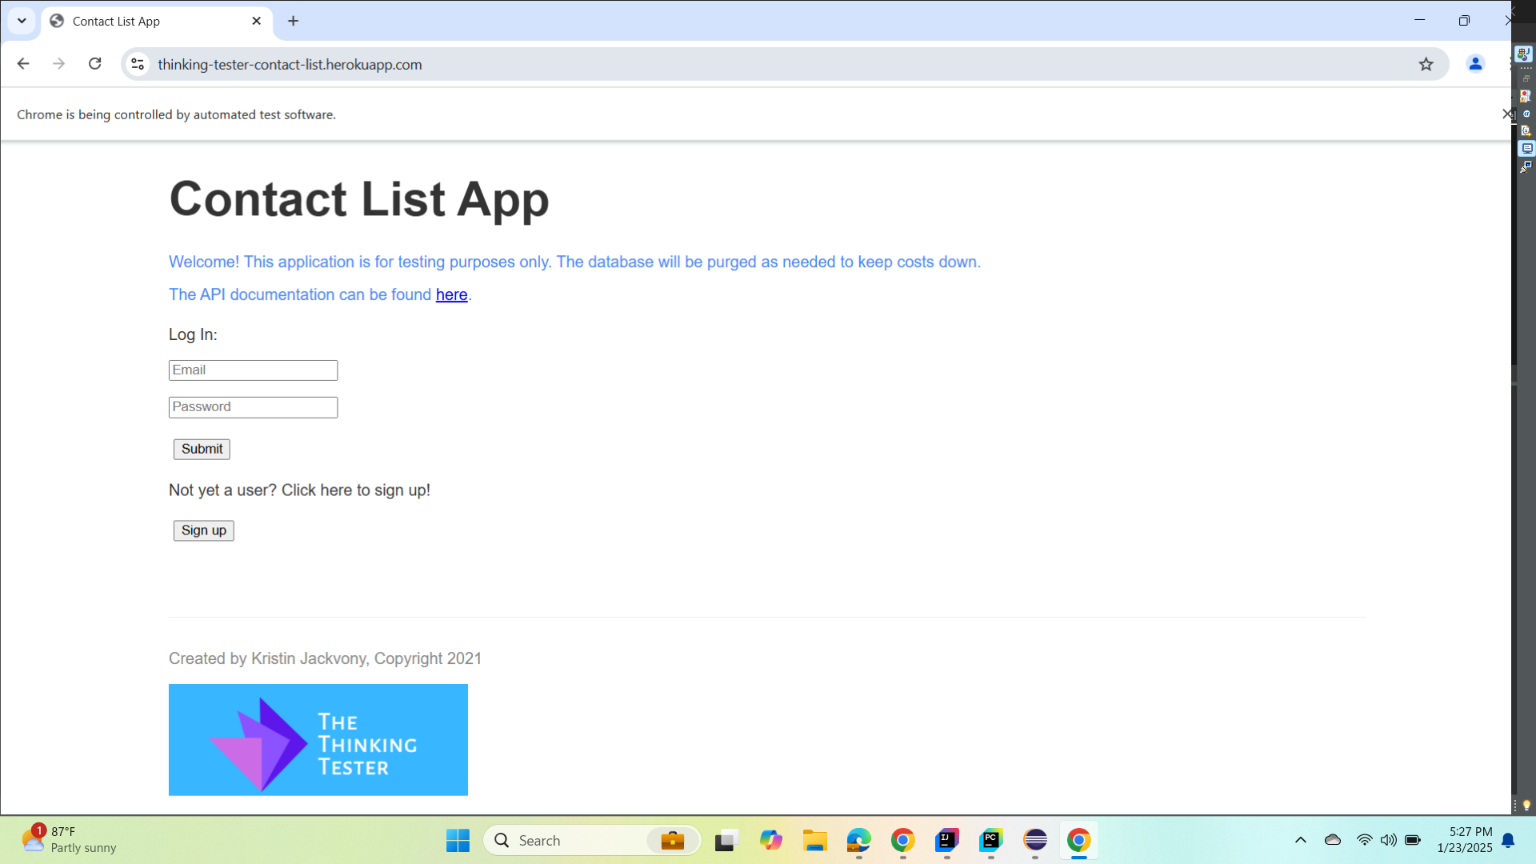 Contact List App
thinking-tester-contact-list.herokuapp.com
Chrome is being controlled by automated test software.
Contact List App
Welcome! This application is for testing purposes only. The database will be purged as needed to keep costs down.
The API documentation can be found here.
Log In:
Email
Password
Submit
Not yet a user? Click here to sign up!
Sign up
Created by Kristin Jackvony, Copyright 2021
THE
THINKING
TESTER
1
87°F
Partly sunny
Search
IJ
PC
5:27 PM
1/23/2025